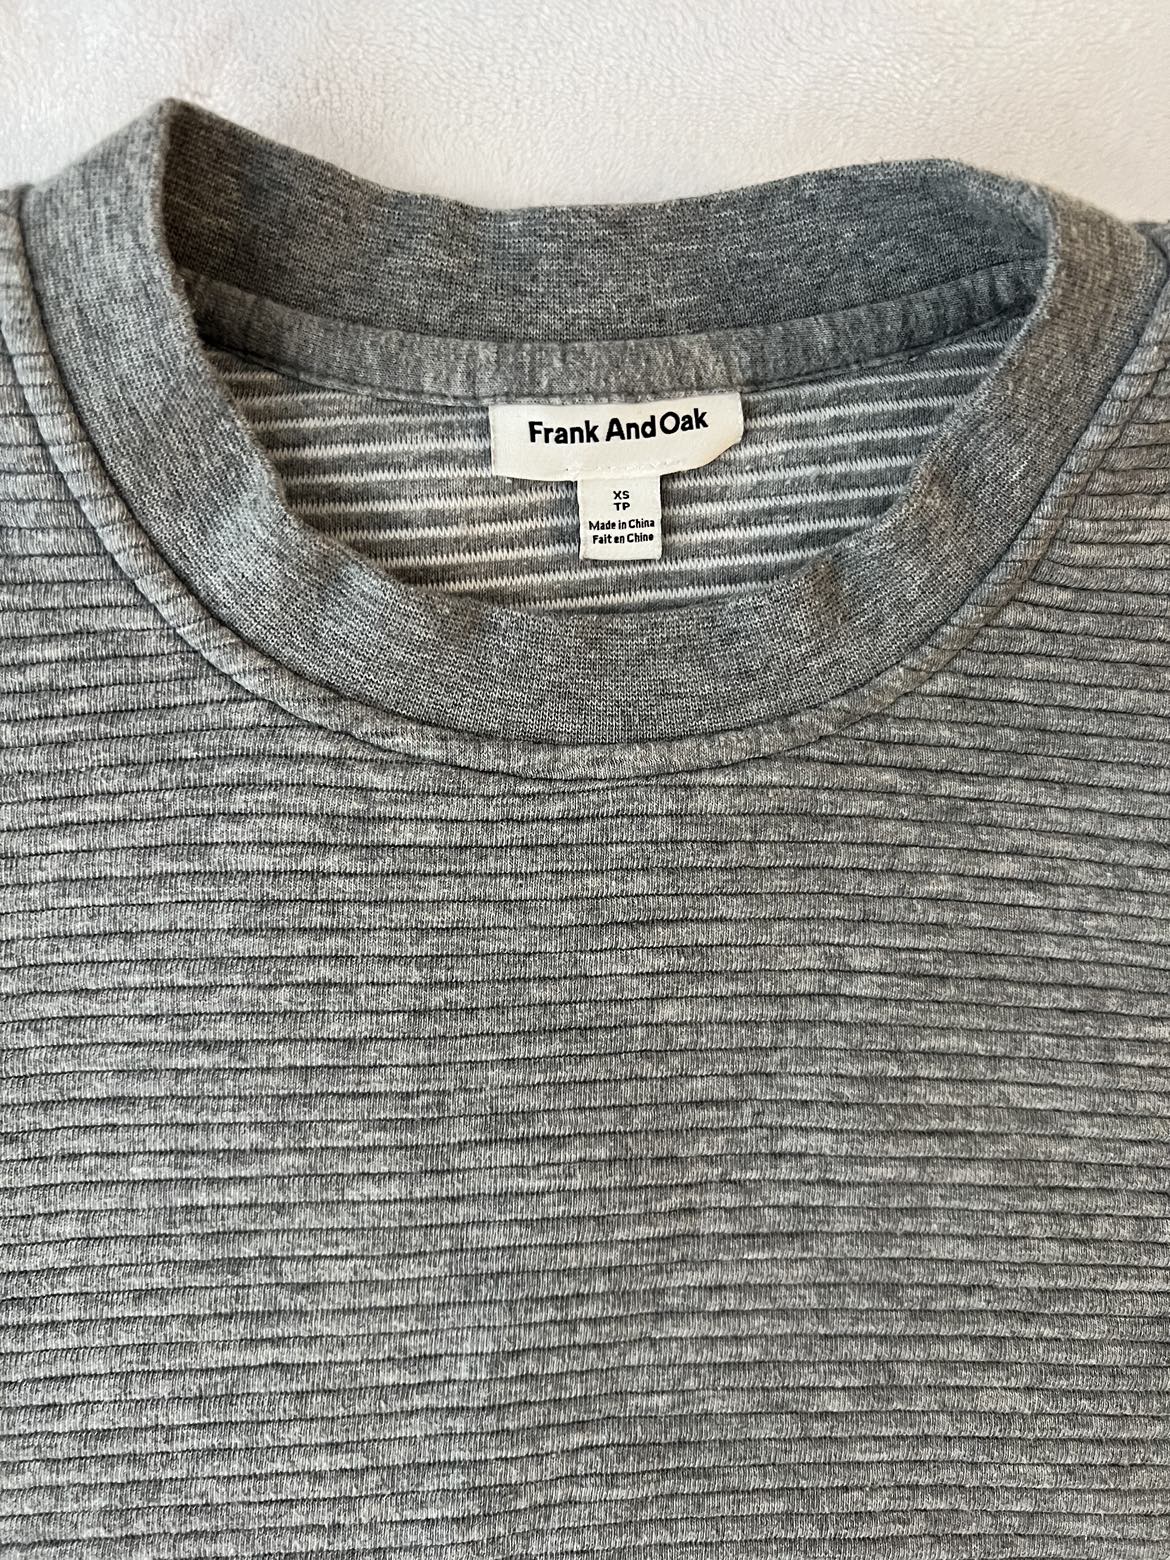 Frank And Oak
XS
TP
Made in China
Fait en Chine